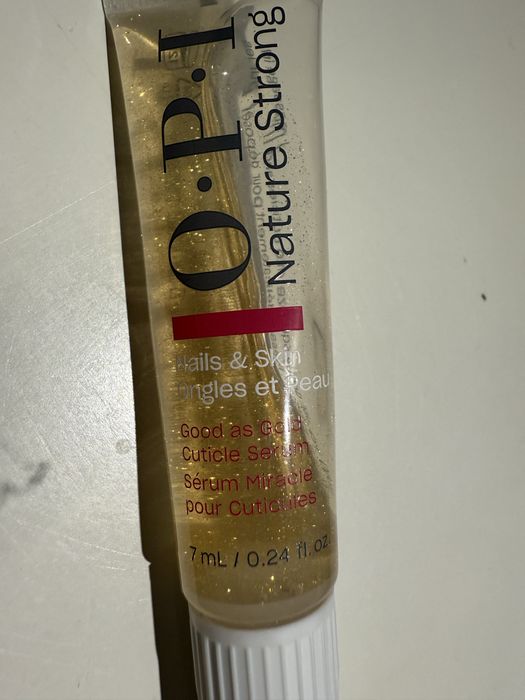 O·P·I
Nature Strong
Nails & Skin
Ongles et Peau
Good as Gold
Cuticle Serum
Sérum Miracle
pour Cuticules
7 mL / 0.24 fl. oz.